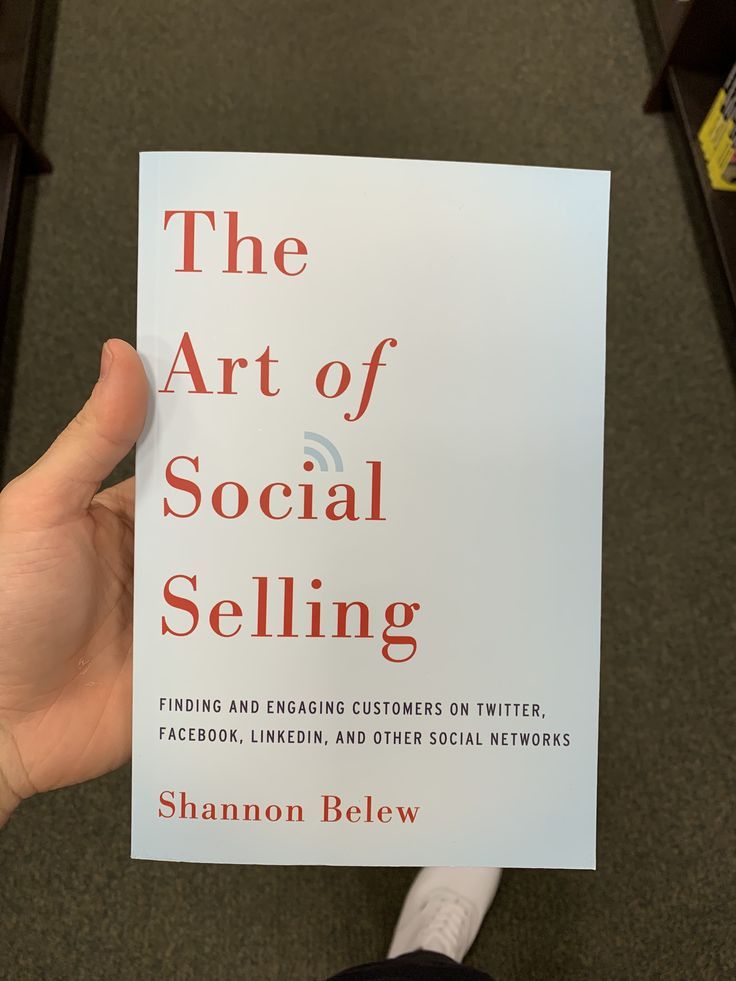 The
Art of
Social
Selling
FINDING AND ENGAGING CUSTOMERS ON TWITTER,
FACEBOOK, LINKEDIN, AND OTHER SOCIAL NETWORKS
Shannon Belew